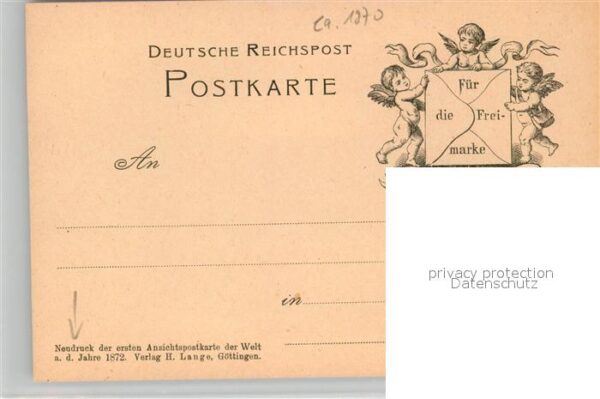 ca. 1870
DEUTSCHE REICHSPOST
POSTKARTE
Für
die Frei-
marke
An
in
privacy protection
Datenschutz
Neudruck der ersten Ansichtspostkarte der Welt
a. d. Jahre 1872. Verlag H. Lange, Göttingen.